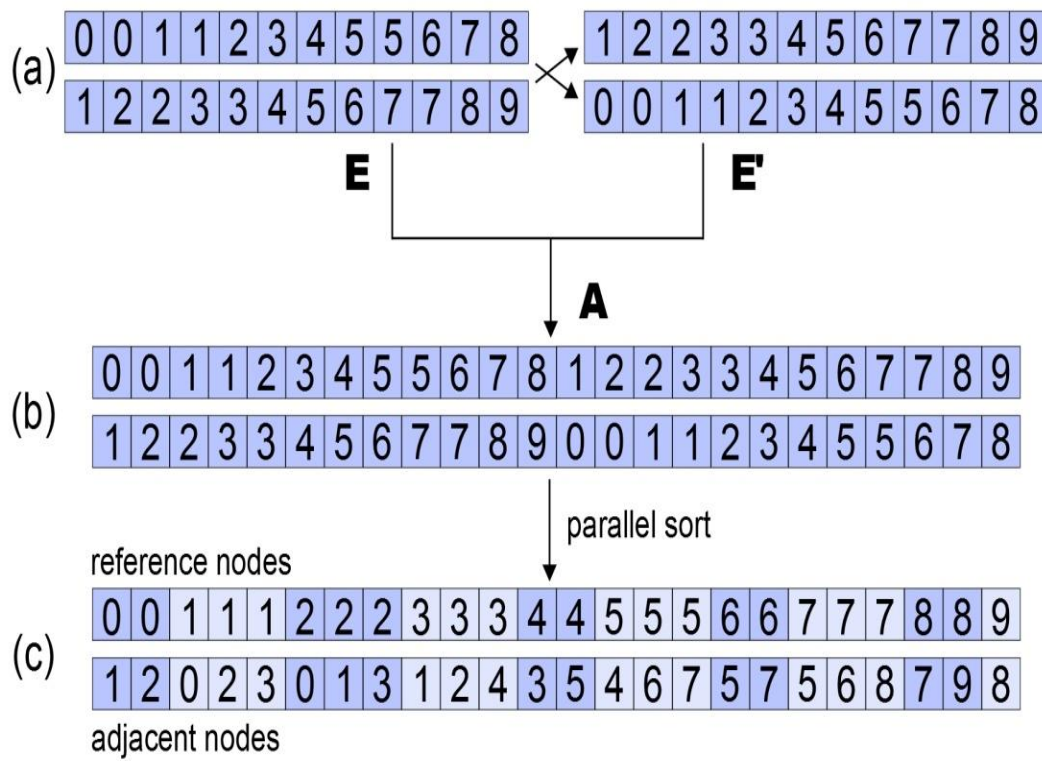 (a)
0 0 1 1 2 3 4 5 5 6 7 8
1 2 2 3 3 4 5 6 7 7 8 9
1 2 2 3 3 4 5 6 7 7 8 9
0 0 1 1 2 3 4 5 5 6 7 8
E
E'
A
(b)
0 0 1 1 2 3 4 5 5 6 7 8 1 2 2 3 3 4 5 6 7 7 8 9
1 2 2 3 3 4 5 6 7 7 8 9 0 0 1 1 2 3 4 5 5 6 7 8
parallel sort
reference nodes
(c)
0 0 1 1 1 2 2 2 3 3 3 4 4 5 5 5 6 6 7 7 7 8 8 9
1 2 0 2 3 0 1 3 1 2 4 3 5 4 6 7 5 7 5 6 8 7 9 8
adjacent nodes